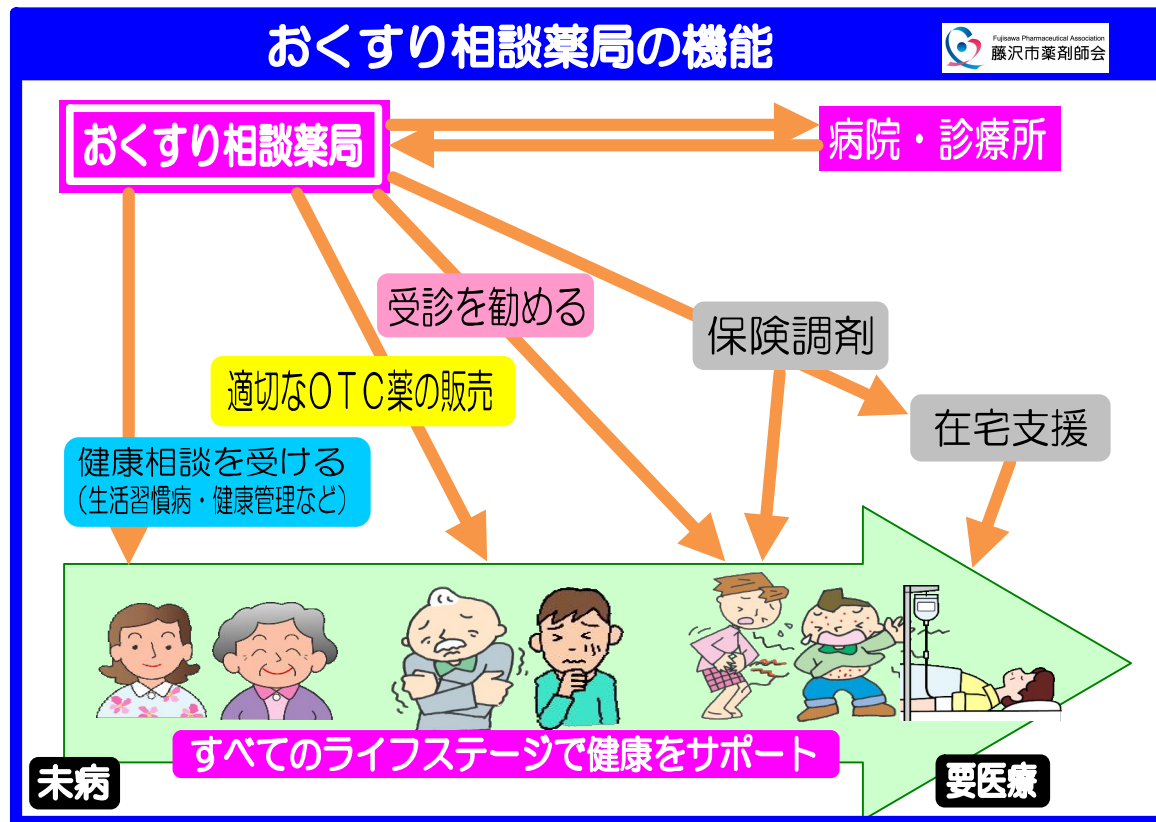 おくすり相談薬局の機能
Fujisawa Pharmaceutical Association
藤沢市薬剤師会
おくすり相談薬局
病院・診療所
受診を勧める
保険調剤
適切なOTC薬の販売
在宅支援
健康相談を受ける
(生活習慣病・健康管理など)
すべてのライフステージで健康をサポート
未病
要医療